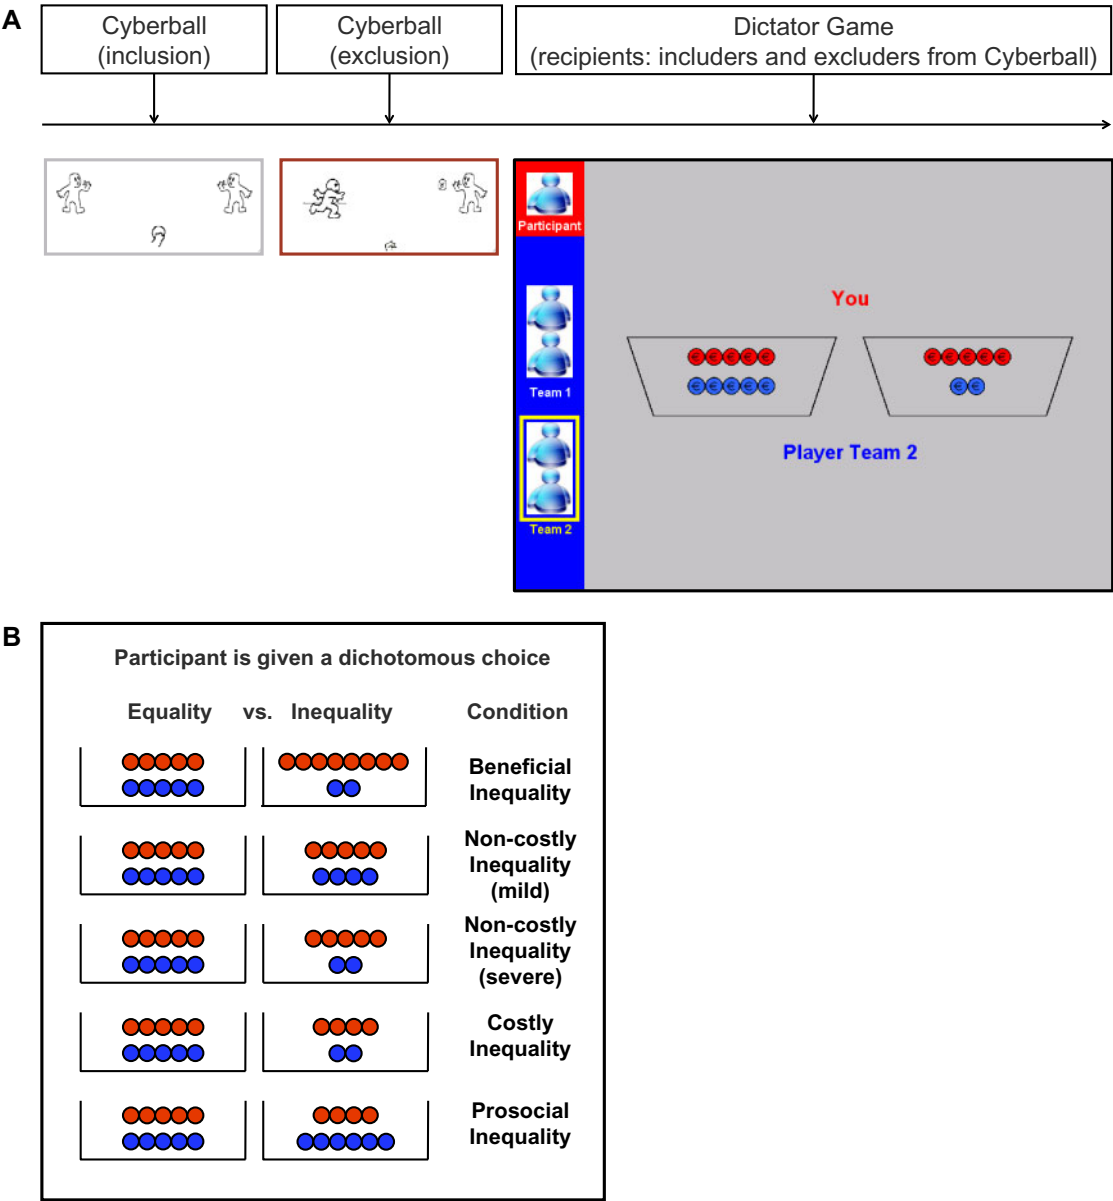 A
Cyberball
(inclusion)
Cyberball
(exclusion)
Dictator Game
(recipients: includers and excluders from Cyberball)
Participant
Team 1
Team 2
You
€€€€€
€€€€€
€€€€€
€€
Player Team 2
B
Participant is given a dichotomous choice
Equality vs. Inequality Condition
Beneficial
Inequality
Non-costly
Inequality
(mild)
Non-costly
Inequality
(severe)
Costly
Inequality
Prosocial
Inequality